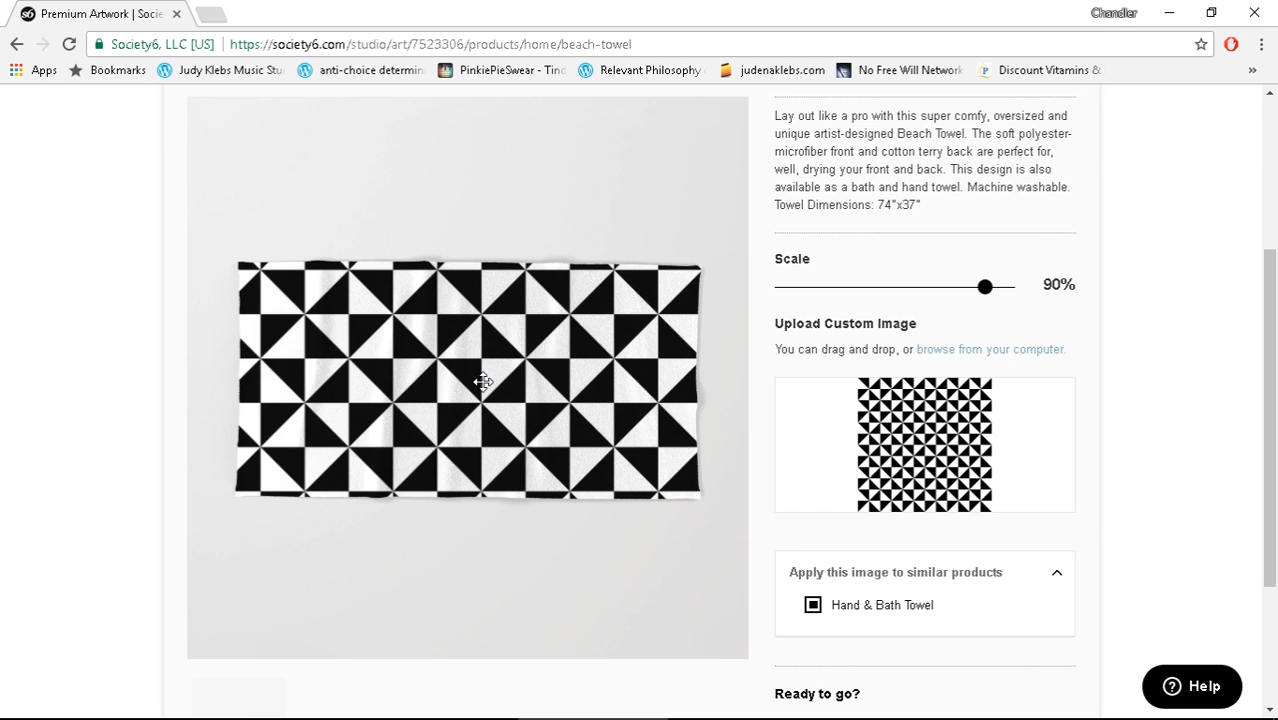 Premium Artwork | Socie
Chandler
Society6, LLC [US] | https://society6.com/studio/art/7523306/products/home/beach-towel
Apps Bookmarks Judy Klebs Music Stu anti-choice determin PinkiePieSwear - Tind Relevant Philosophy judenaklebs.com No Free Will Network Discount Vitamins & »
Lay out like a pro with this super comfy, oversized and
unique artist-designed Beach Towel. The soft polyester-
microfiber front and cotton terry back are perfect for,
well, drying your front and back. This design is also
available as a bath and hand towel. Machine washable.
Towel Dimensions: 74"x37"
Scale
90%
Upload Custom Image
You can drag and drop, or browse from your computer.
Apply this image to similar products
Hand & Bath Towel
Ready to go?
Help